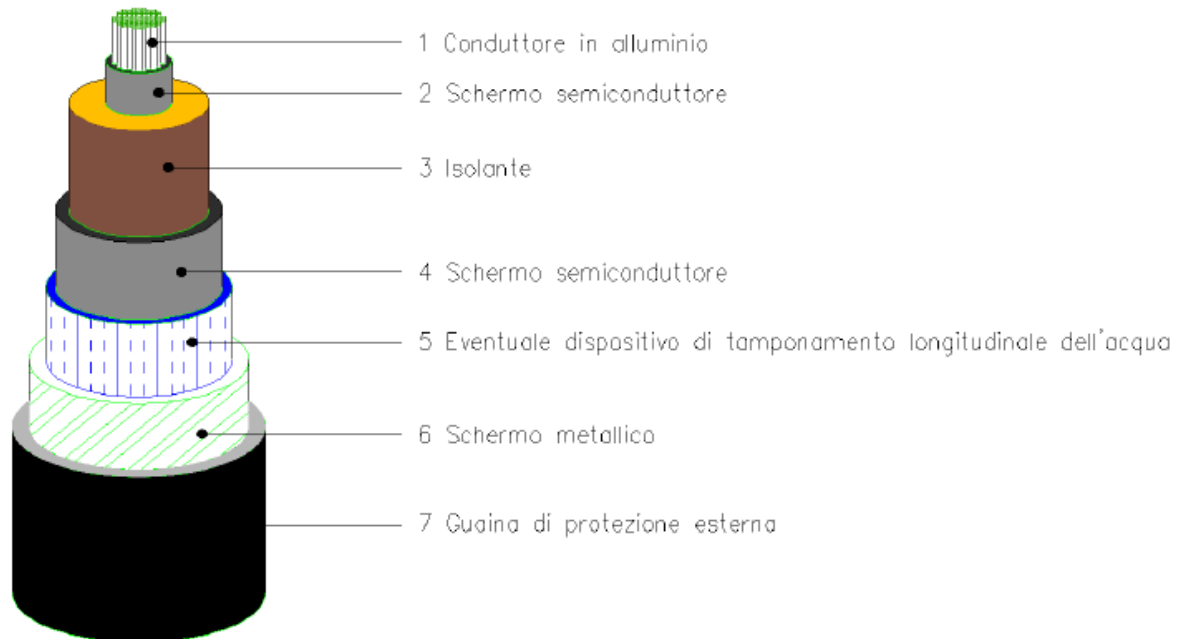 1 Conduttore in alluminio
2 Schermo semiconduttore
3 Isolante
4 Schermo semiconduttore
5 Eventuale dispositivo di tamponamento longitudinale dell'acqua
6 Schermo metallico
7 Guaina di protezione esterna